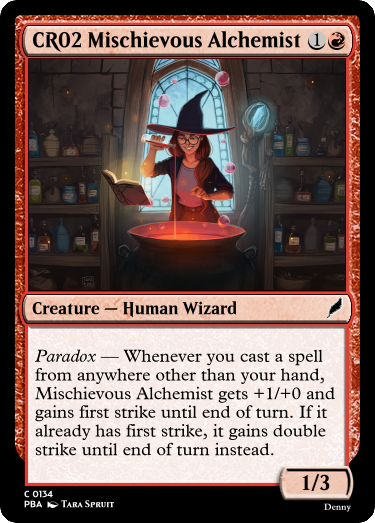 CR02 Mischievous Alchemist 1
Creature — Human Wizard
Paradox — Whenever you cast a spell
from anywhere other than your hand,
Mischievous Alchemist gets +1/+0 and
gains first strike until end of turn. If it
already has first strike, it gains double
strike until end of turn instead.
1/3
C 0134
PBA Tara Spruit
Denny